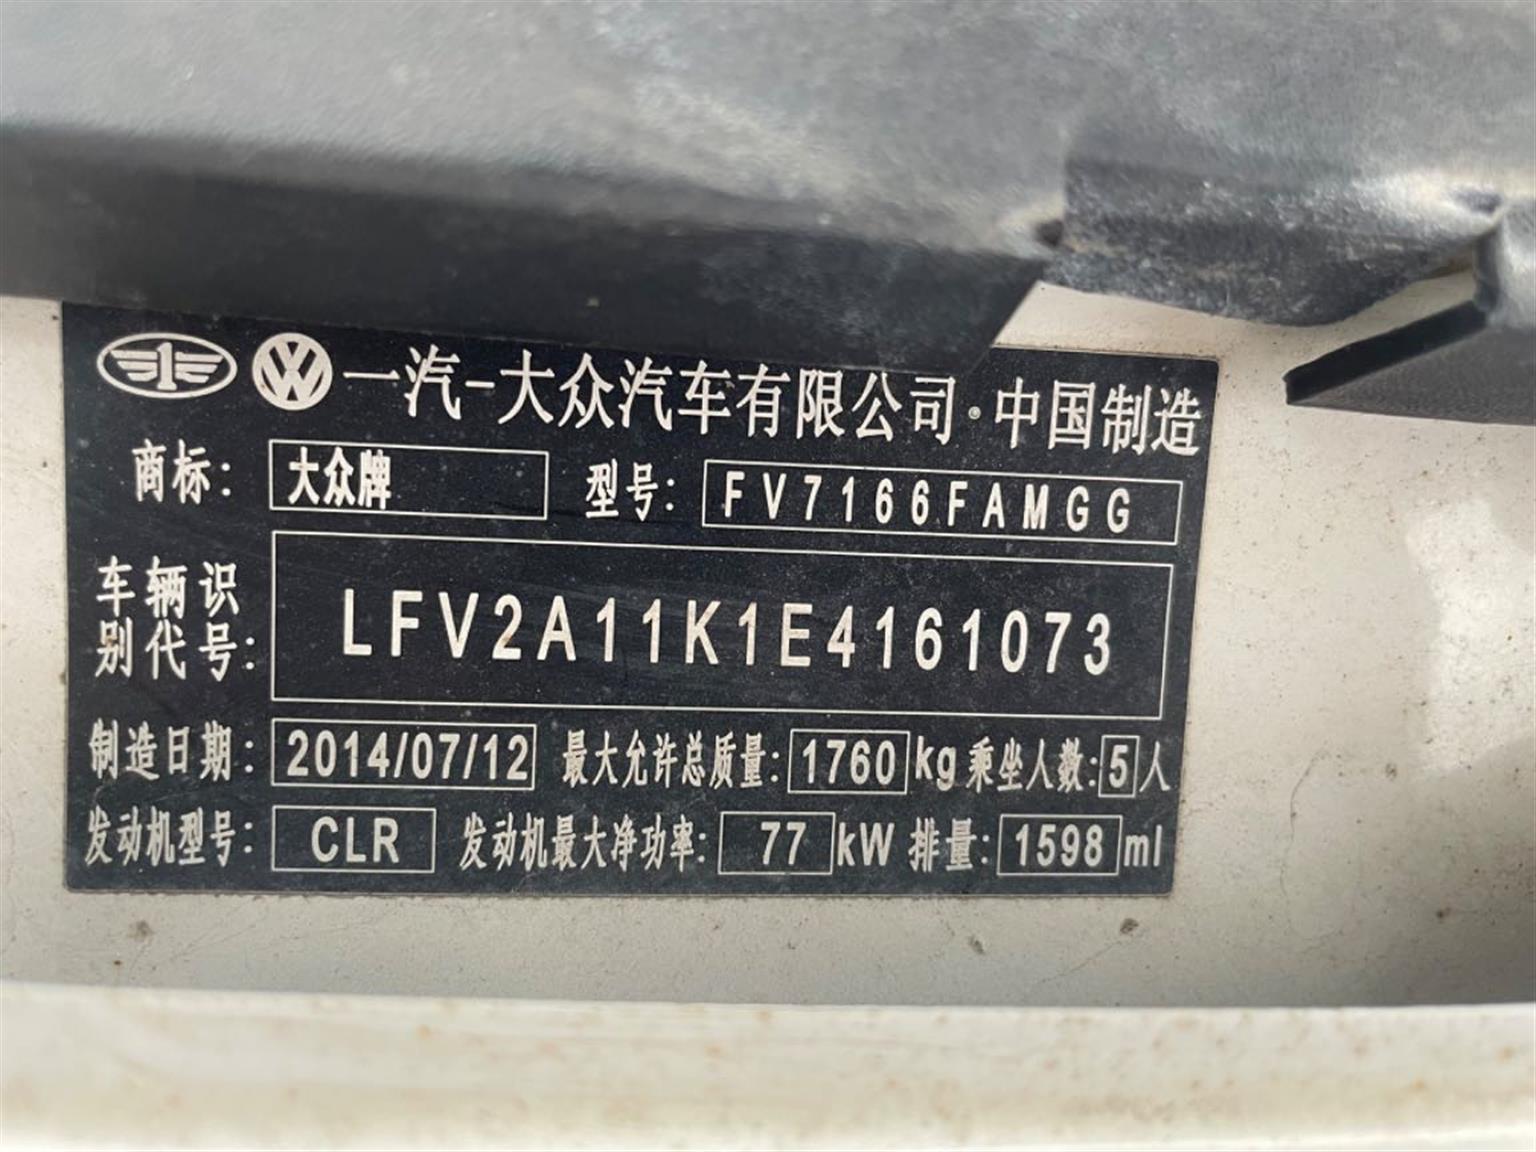 一汽-大众汽车有限公司·中国制造
商标: 大众牌 型号: FV7166FAMGG
车辆识别代号: LFV2A11K1E4161073
制造日期: 2014/07/12 最大允许总质量: 1760 kg 乘坐人数: 5 人
发动机型号: CLR 发动机最大净功率: 77 kW 排量: 1598 ml